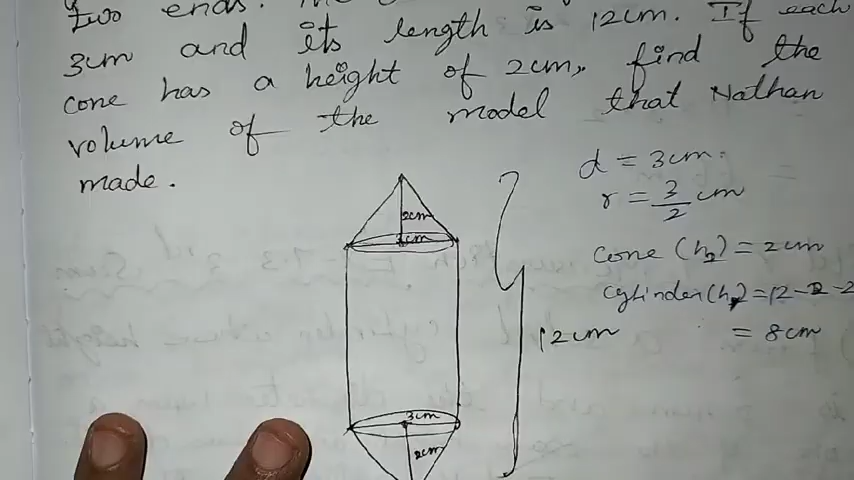 two ends. The
3cm and its length is 12cm. If each
cone has a height of 2cm, find the
volume of the model that Nathan
made.
d = 3cm.
r = 3/2 cm
cone (h2) = 2cm
cylinder (h1) = 12-2-2
= 8cm
2cm
3cm
12cm
3cm
2cm